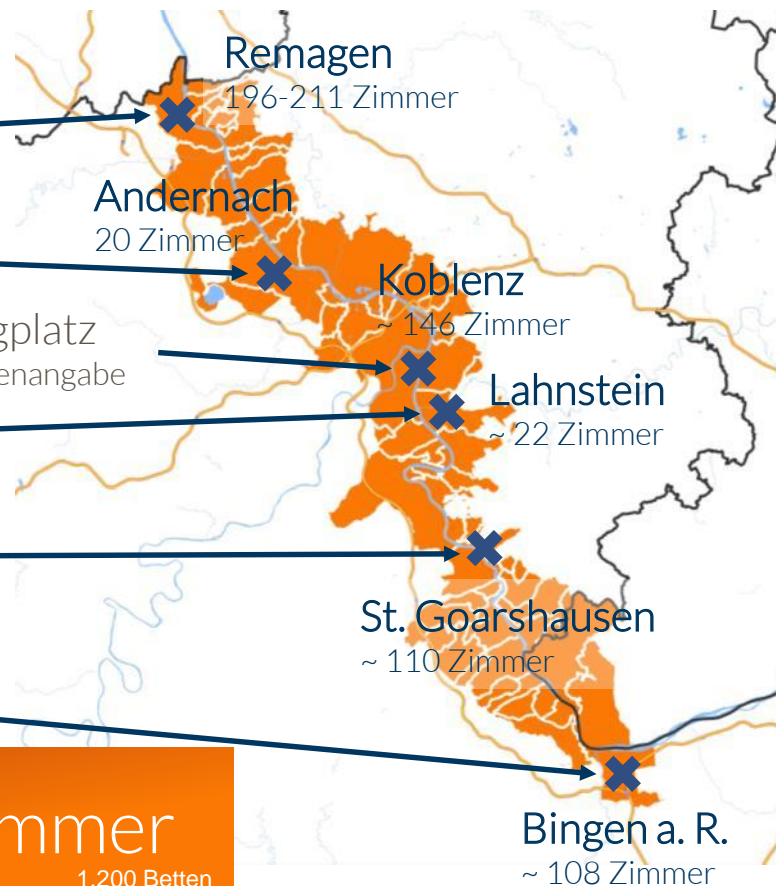 Remagen
196-211 Zimmer
Andernach
20 Zimmer
Koblenz
~ 146 Zimmer
gplatz
enangabe
Lahnstein
~ 22 Zimmer
St. Goarshausen
~ 110 Zimmer
mmer
1.200 Betten
Bingen a. R.
~ 108 Zimmer